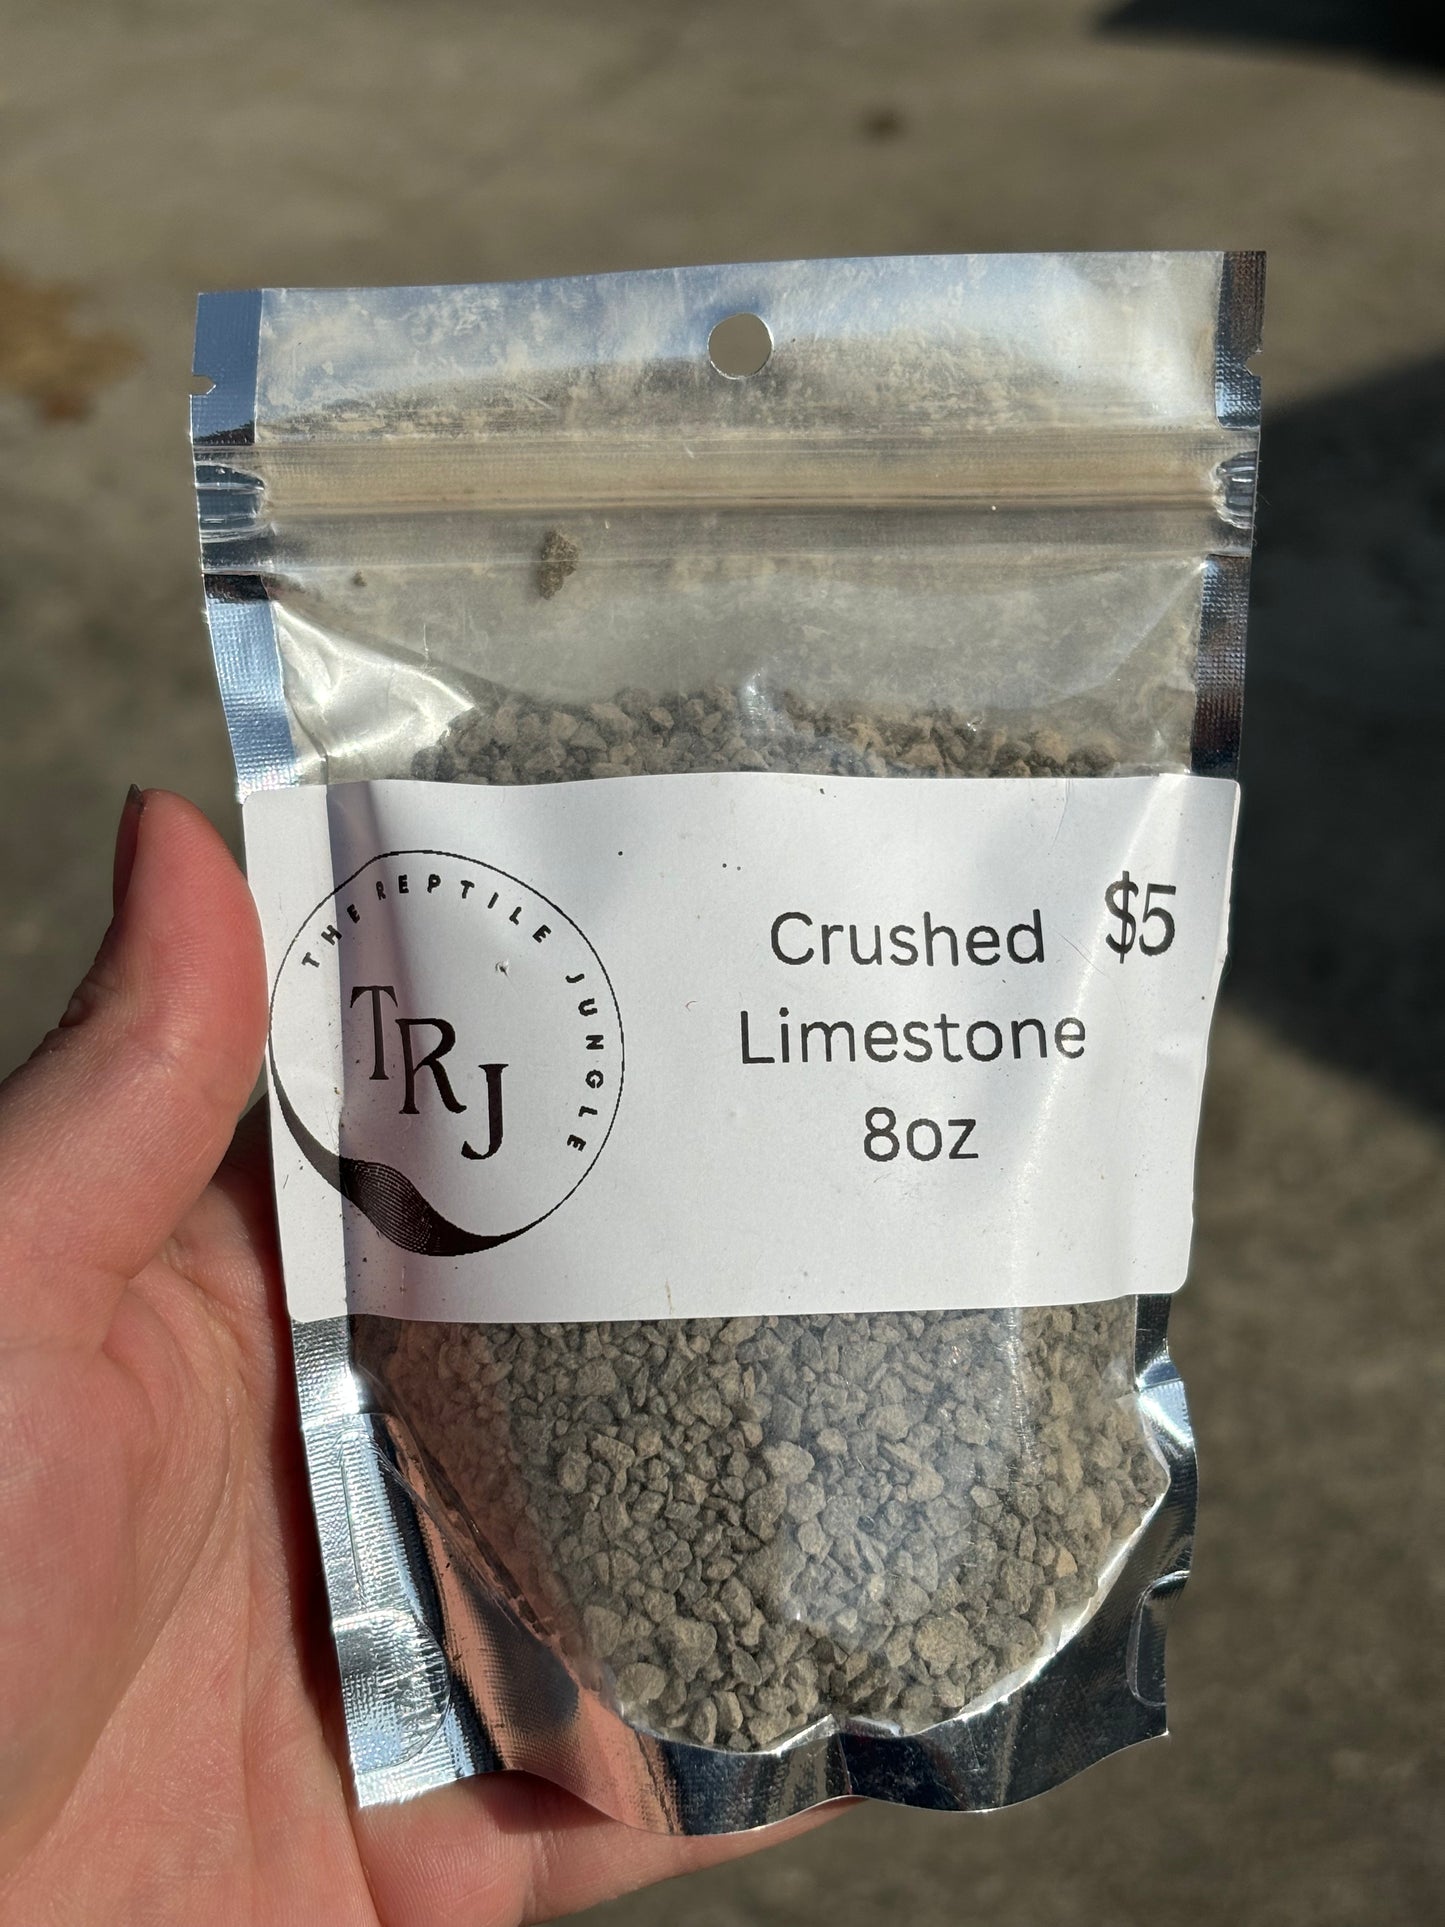 THE REPTILE JUNGLE
TRJ
Crushed
$5
Limestone
8oz